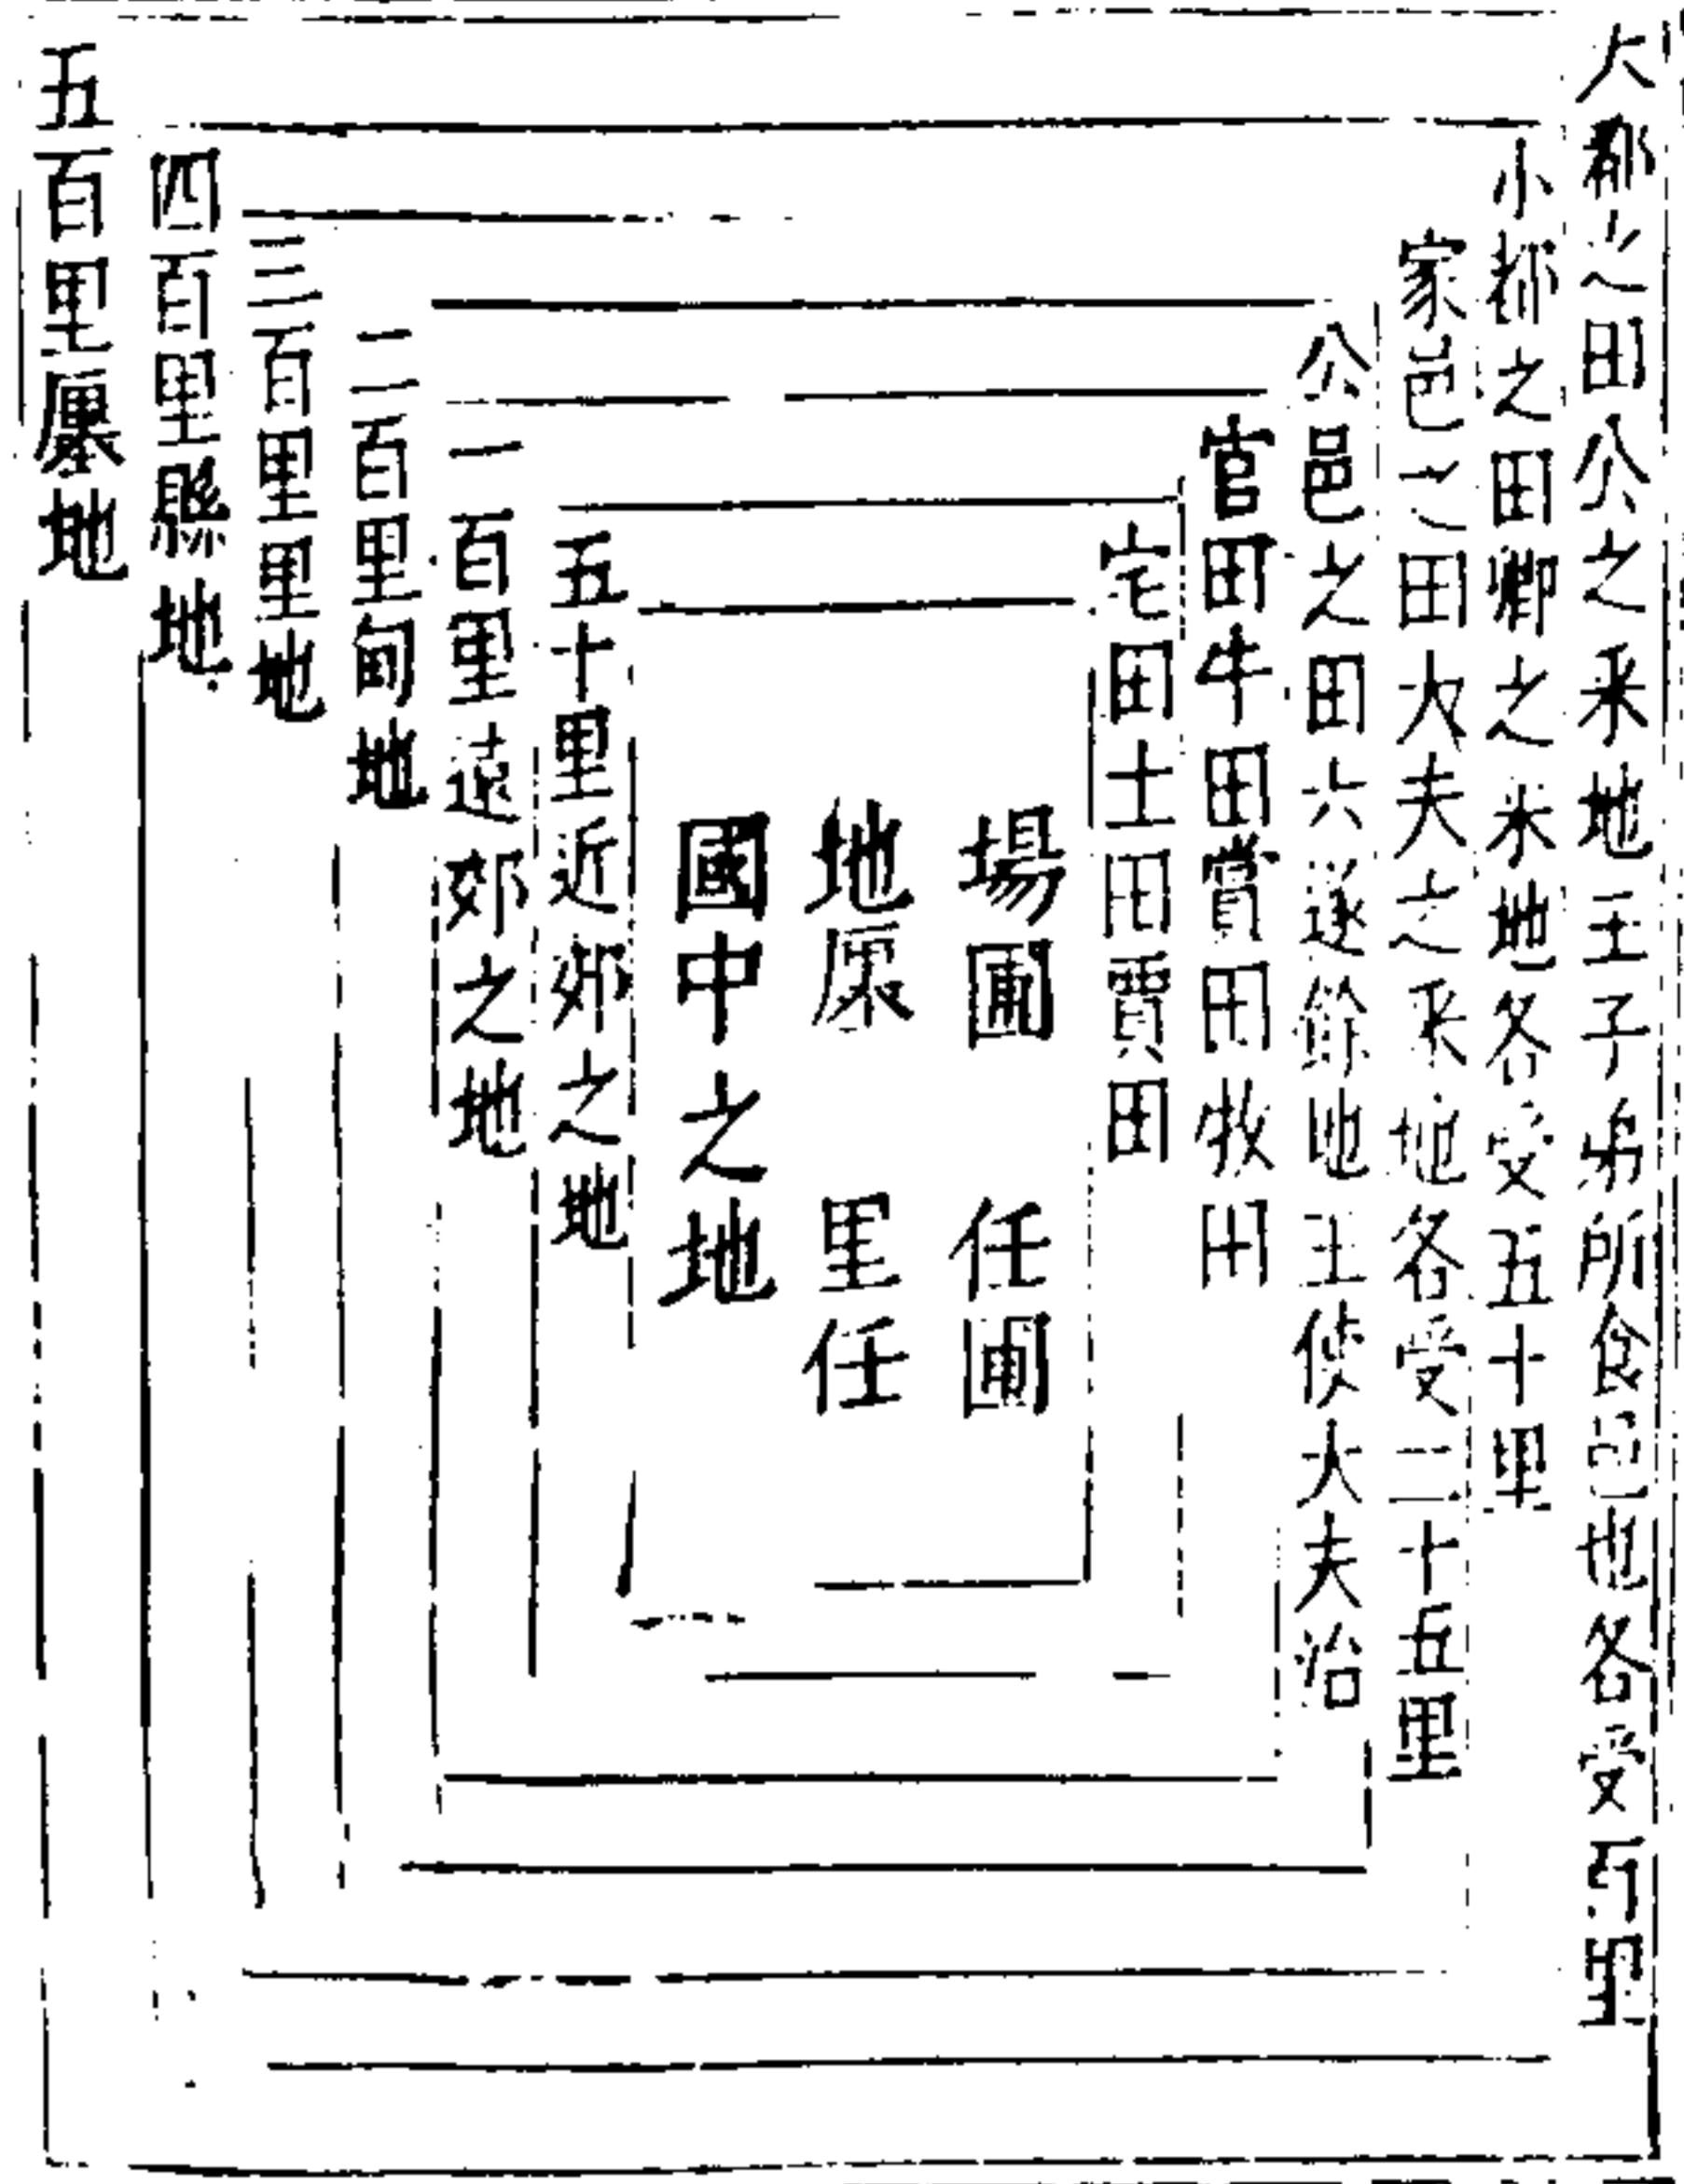 大都之田公之采地王子弟所食邑也各受百里
小都之田卿之采地各受五十里
家邑之田大夫之采地各受二十五里
公邑之田六遂餘地王使大夫治
官田牛田賞田牧田
宅田士田賈田
場圃 任圃
地廛 里任
國中之地
五十里近郊之地
一百里遠郊之地
二百里甸地
三百里里地
四百里縣地
五百里畺地